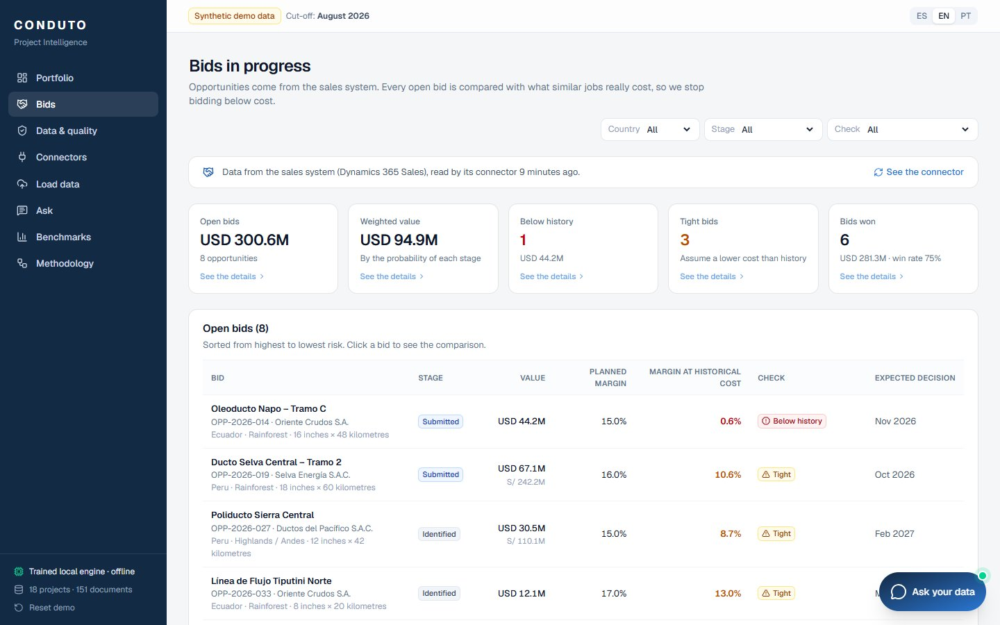 CONDUTO
Project Intelligence
Portfolio
Bids
Data & quality
Connectors
Load data
Ask
Benchmarks
Methodology
Trained local engine · offline
18 projects · 151 documents
Reset demo
Synthetic demo data Cut-off: August 2026
ES EN PT
Bids in progress
Opportunities come from the sales system. Every open bid is compared with what similar jobs really cost, so we stop
bidding below cost.
Country All Stage All Check All
Data from the sales system (Dynamics 365 Sales), read by its connector 9 minutes ago. See the connector
Open bids
USD 300.6M
8 opportunities
See the details
Weighted value
USD 94.9M
By the probability of each stage
See the details
Below history
1
USD 44.2M
See the details
Tight bids
3
Assume a lower cost than history
See the details
Bids won
6
USD 281.3M · win rate 75%
See the details
Open bids (8)
Sorted from highest to lowest risk. Click a bid to see the comparison.
BID STAGE VALUE PLANNED MARGIN MARGIN AT HISTORICAL COST CHECK EXPECTED DECISION
Oleoducto Napo – Tramo C
OPP-2026-014 · Oriente Crudos S.A.
Ecuador · Rainforest · 16 inches × 48 kilometres
Submitted USD 44.2M 15.0% 0.6% Below history Nov 2026
Ducto Selva Central – Tramo 2
OPP-2026-019 · Selva Energía S.A.C.
Peru · Rainforest · 18 inches × 60 kilometres
Submitted USD 67.1M 16.0% 10.6% Tight Oct 2026
S/ 242.2M
Poliducto Sierra Central
OPP-2026-027 · Ductos del Pacífico S.A.C.
Peru · Highlands / Andes · 12 inches × 42
kilometres
Identified USD 30.5M 15.0% 8.7% Tight Feb 2027
S/ 110.1M
Línea de Flujo Tiputini Norte
OPP-2026-033 · Oriente Crudos S.A.
Ecuador · Rainforest · 8 inches × 20 kilometres
Identified USD 12.1M 17.0% 13.0% Tight
Ask your data